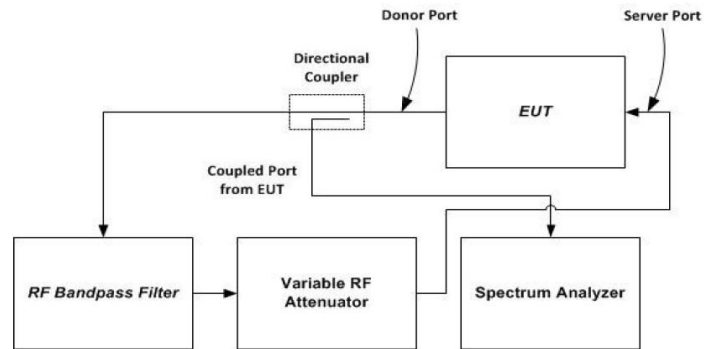 Donor Port
Server Port
Directional
Coupler
EUT
Coupled Port
from EUT
RF Bandpass Filter
Variable RF
Attenuator
Spectrum Analyzer